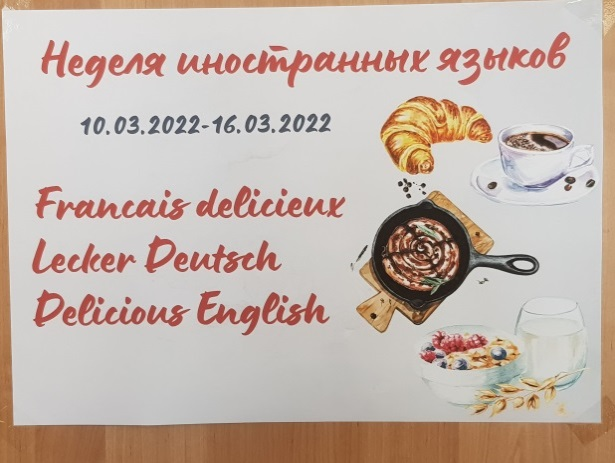 Неделя иностранных языков
10.03.2022-16.03.2022
Francais delicieux
Lecker Deutsch
Delicious English